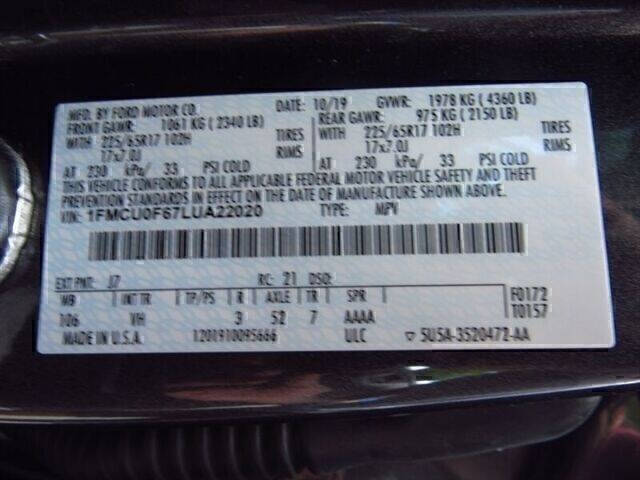 MFD. BY FORD MOTOR CO. DATE: 10/19 GVWR: 1978 KG ( 4360 LB)
FRONT GAWR: 1061 KG ( 2340 LB) REAR GAWR: 975 KG ( 2150 LB)
WITH 225/65R17 102H TIRES WITH 225/65R17 102H TIRES
17x7.0J RIMS 17x7.0J RIMS
AT 230 kPa/ 33 PSI COLD AT 230 kPa/ 33 PSI COLD
THIS VEHICLE CONFORMS TO ALL APPLICABLE FEDERAL MOTOR VEHICLE SAFETY AND THEFT
PREVENTION STANDARDS IN EFFECT ON THE DATE OF MANUFACTURE SHOWN ABOVE.
VIN: 1FMCU0F67LUA22020 TYPE: MPV
EXT PNT: J7 RC: 21 DSO:
WB INT TR TP/PS R AXLE TR SPR F0172
106 VH 3 52 7 AAAA T0157
MADE IN U.S.A. 1201910095666 ULC ▽ 5U5A-3520472-AA